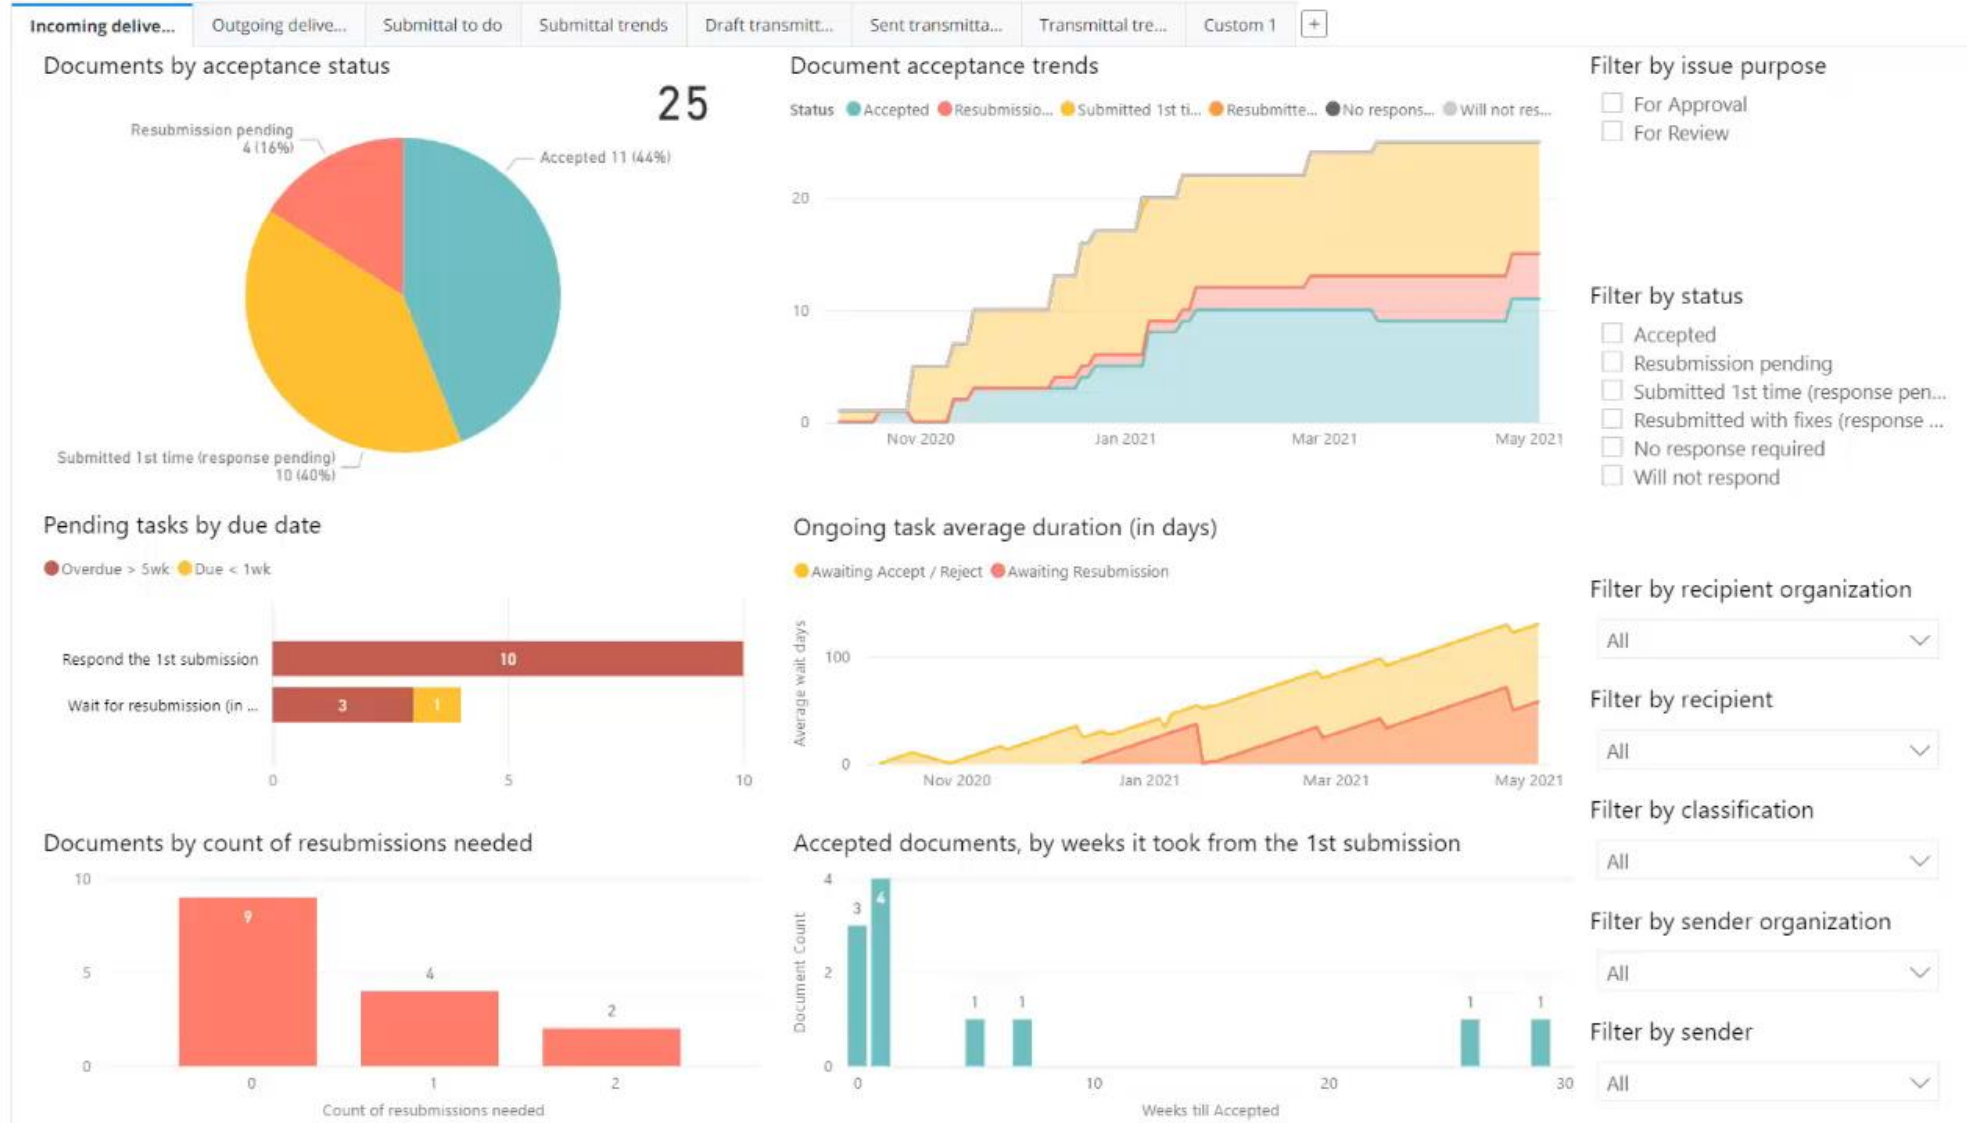 Incoming delive...
Outgoing delive...
Submittal to do
Submittal trends
Draft transmitt...
Sent transmitta...
Transmittal tre...
Custom 1
+
Documents by acceptance status
25
Resubmission pending
4 (16%)
Accepted 11 (44%)
Submitted 1st time (response pending)
10 (40%)
Document acceptance trends
Status Accepted Resubmissio... Submitted 1st ti... Resubmitte... No respons... Will not res...
20
10
0
Nov 2020 Jan 2021 Mar 2021 May 2021
Filter by issue purpose
For Approval
For Review
Filter by status
Accepted
Resubmission pending
Submitted 1st time (response pen...
Resubmitted with fixes (response ...
No response required
Will not respond
Pending tasks by due date
Overdue > 5wk Due < 1wk
Respond the 1st submission 10
Wait for resubmission (in ... 3 1
0 5 10
Ongoing task average duration (in days)
Awaiting Accept / Reject Awaiting Resubmission
Average wait days
100
0
Nov 2020 Jan 2021 Mar 2021 May 2021
Filter by recipient organization
All
Filter by recipient
All
Filter by classification
All
Filter by sender organization
All
Filter by sender
All
Documents by count of resubmissions needed
10
5
0
9
4
2
0 1 2
Count of resubmissions needed
Accepted documents, by weeks it took from the 1st submission
Document Count
4
2
0
3
4
1
1
1
1
0 10 20 30
Weeks till Accepted